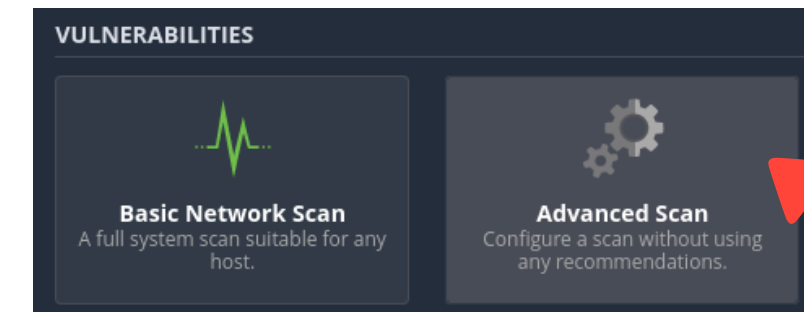 VULNERABILITIES
Basic Network Scan
A full system scan suitable for any
host.
Advanced Scan
Configure a scan without using
any recommendations.